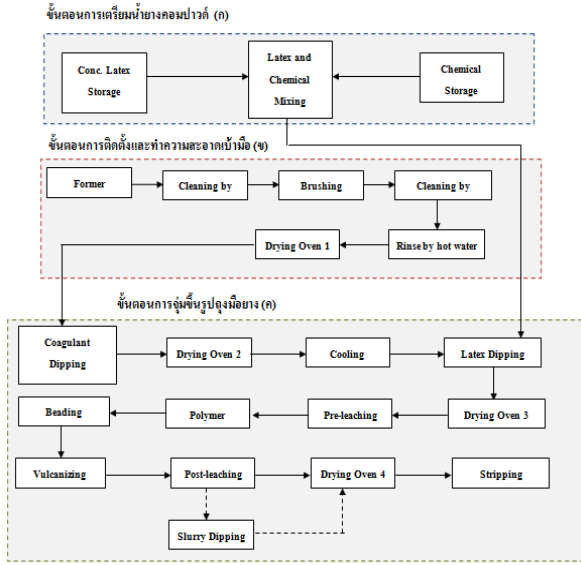 ขั้นตอนการเตรียมน้ำยางคอมปาวด์ (ก)
Conc. Latex
Storage
Latex and
Chemical
Mixing
Chemical
Storage
ขั้นตอนการติดตั้งและทำความสะอาดเบ้ามือ (ข)
Former
Cleaning by
Brushing
Cleaning by
Drying Oven 1
Rinse by hot water
ขั้นตอนการจุ่มขึ้นรูปถุงมือยาง (ค)
Coagulant
Dipping
Drying Oven 2
Cooling
Latex Dipping
Beading
Polymer
Pre-leaching
Drying Oven 3
Vulcanizing
Post-leaching
Drying Oven 4
Stripping
Slurry Dipping